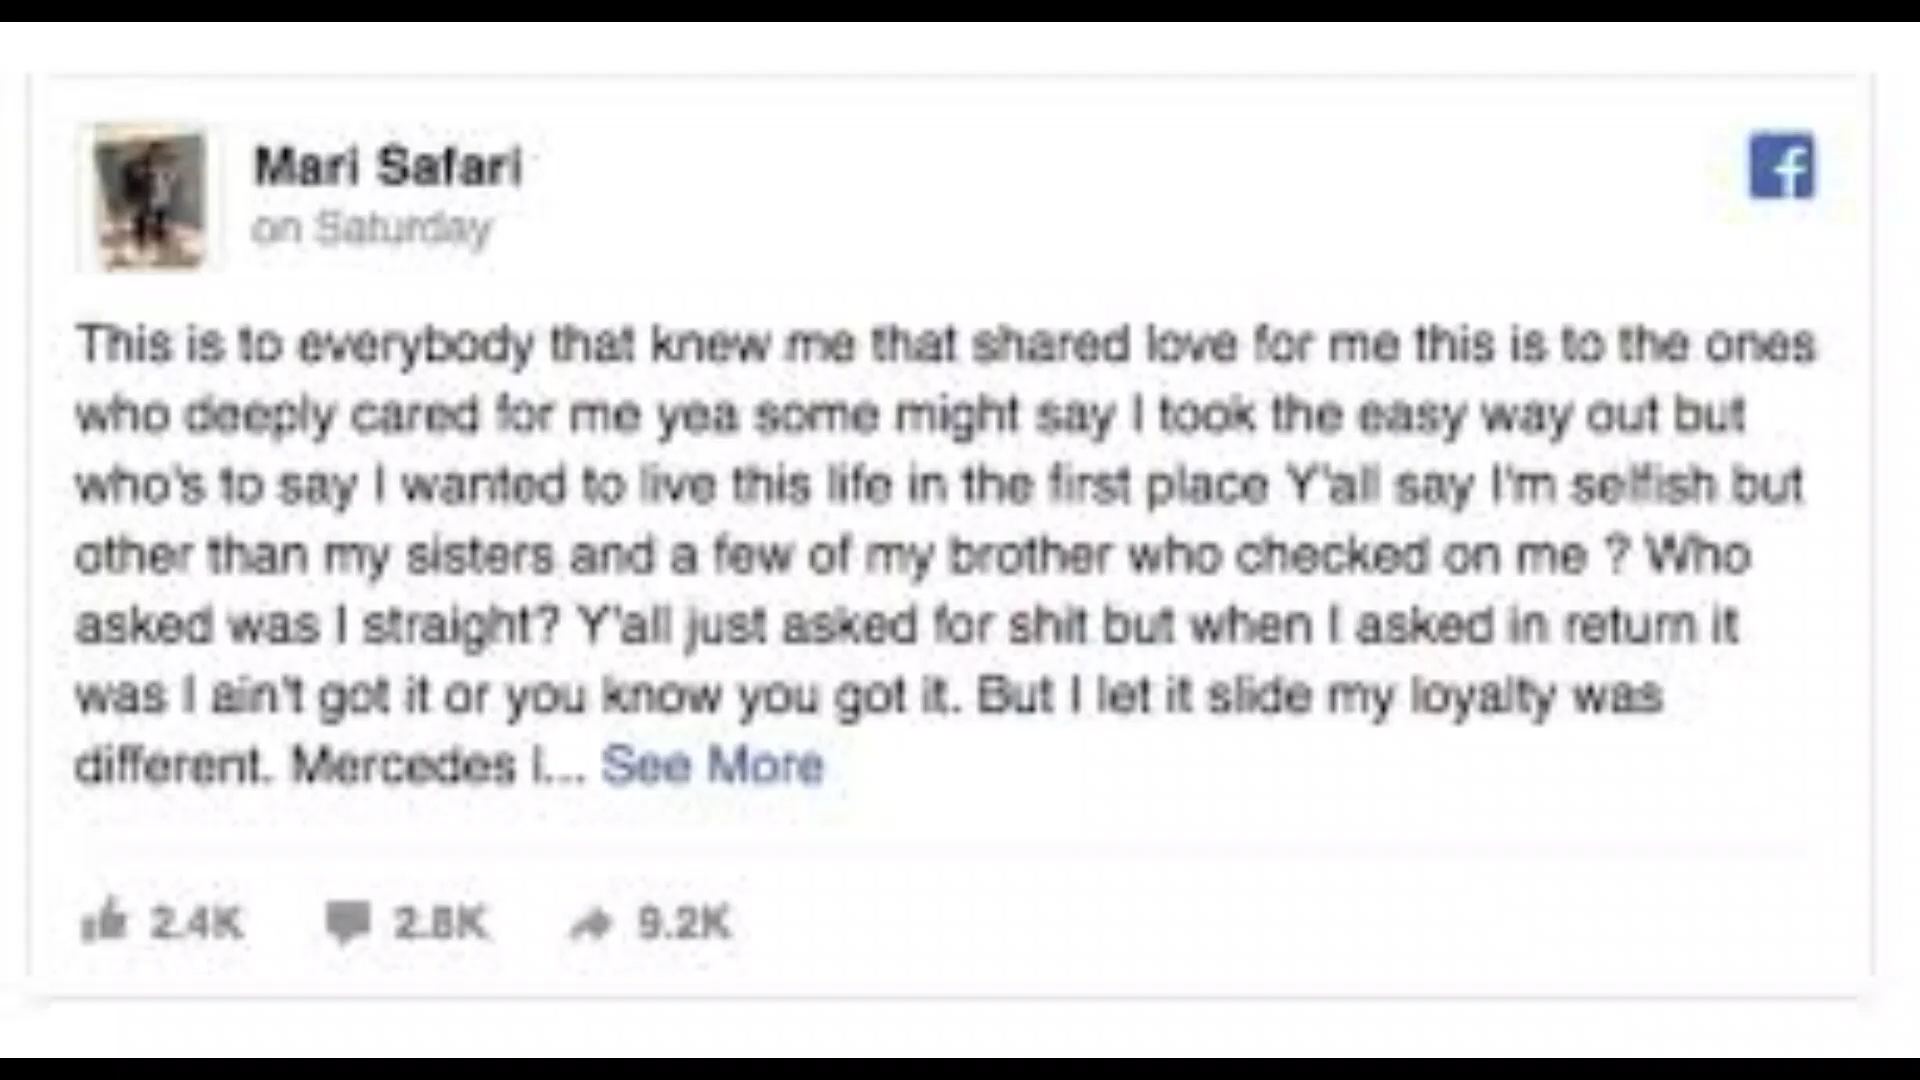 Mari Safari
on Saturday
This is to everybody that knew me that shared love for me this is to the ones
who deeply cared for me yea some might say I took the easy way out but
who's to say I wanted to live this life in the first place Y'all say I'm selfish but
other than my sisters and a few of my brother who checked on me ? Who
asked was I straight? Y'all just asked for shit but when I asked in return it
was I ain't got it or you know you got it. But I let it slide my loyalty was
different. Mercedes I... See More
2.4K 2.8K 9.2K